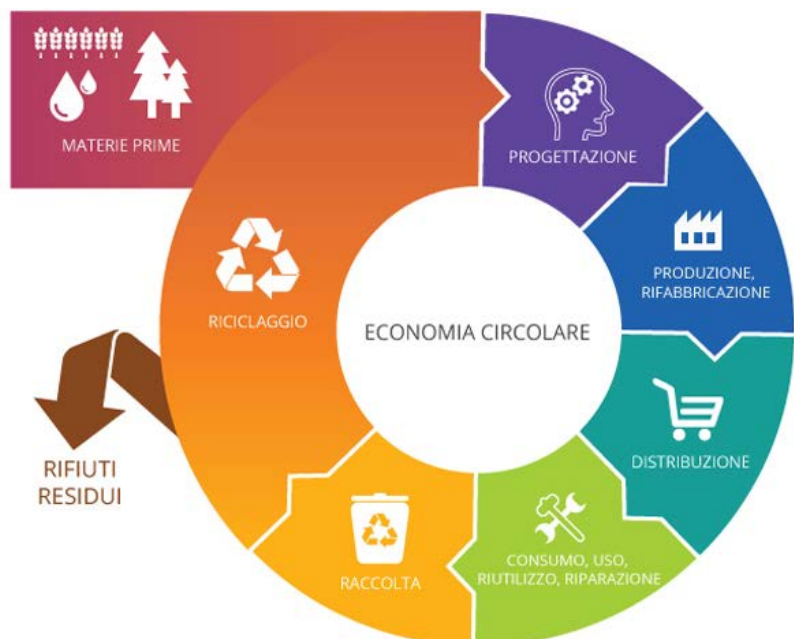 MATERIE PRIME
PROGETTAZIONE
PRODUZIONE,
RIFABBRICAZIONE
RICICLAGGIO
ECONOMIA CIRCOLARE
DISTRIBUZIONE
RIFIUTI
RESIDUI
CONSUMO, USO,
RIUTILIZZO, RIPARAZIONE
RACCOLTA